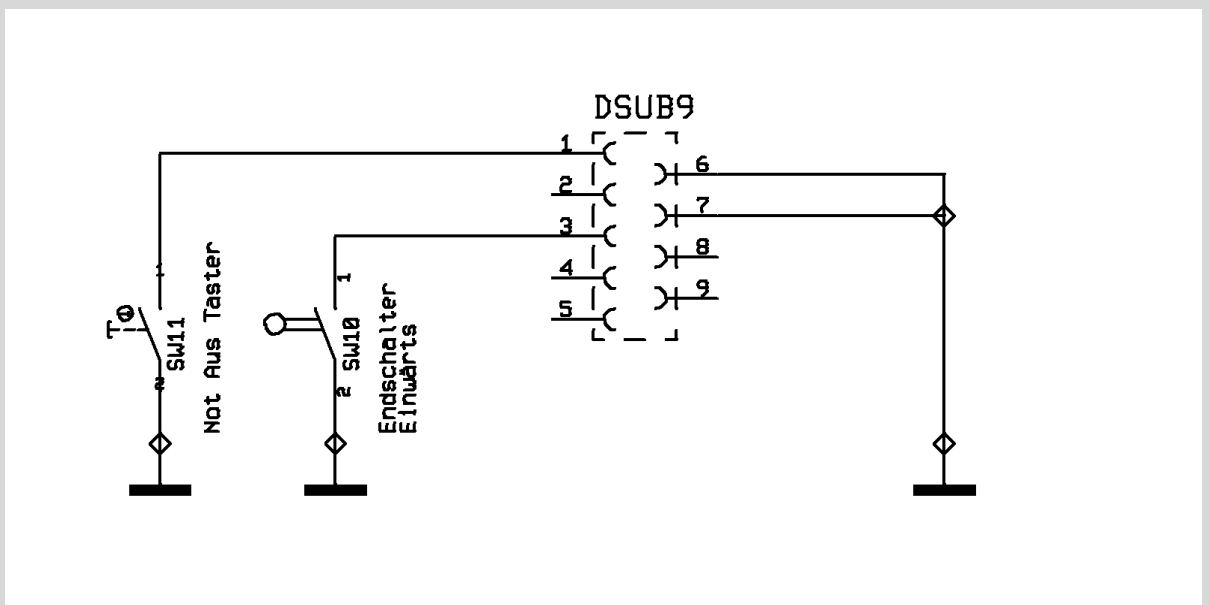 DSUB9
1
6
2
7
3
8
4
9
5
1
SW11
2
Not Aus Taster
1
SW10
2
Endschalter
Einwärts